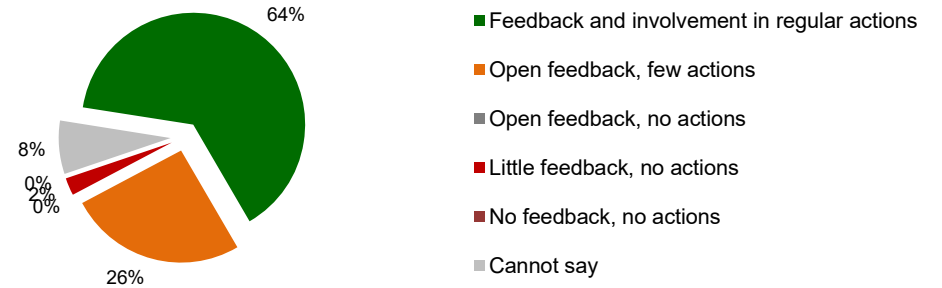 64%
Feedback and involvement in regular actions
Open feedback, few actions
Open feedback, no actions
8%
Little feedback, no actions
0%
2%
0%
No feedback, no actions
Cannot say
26%